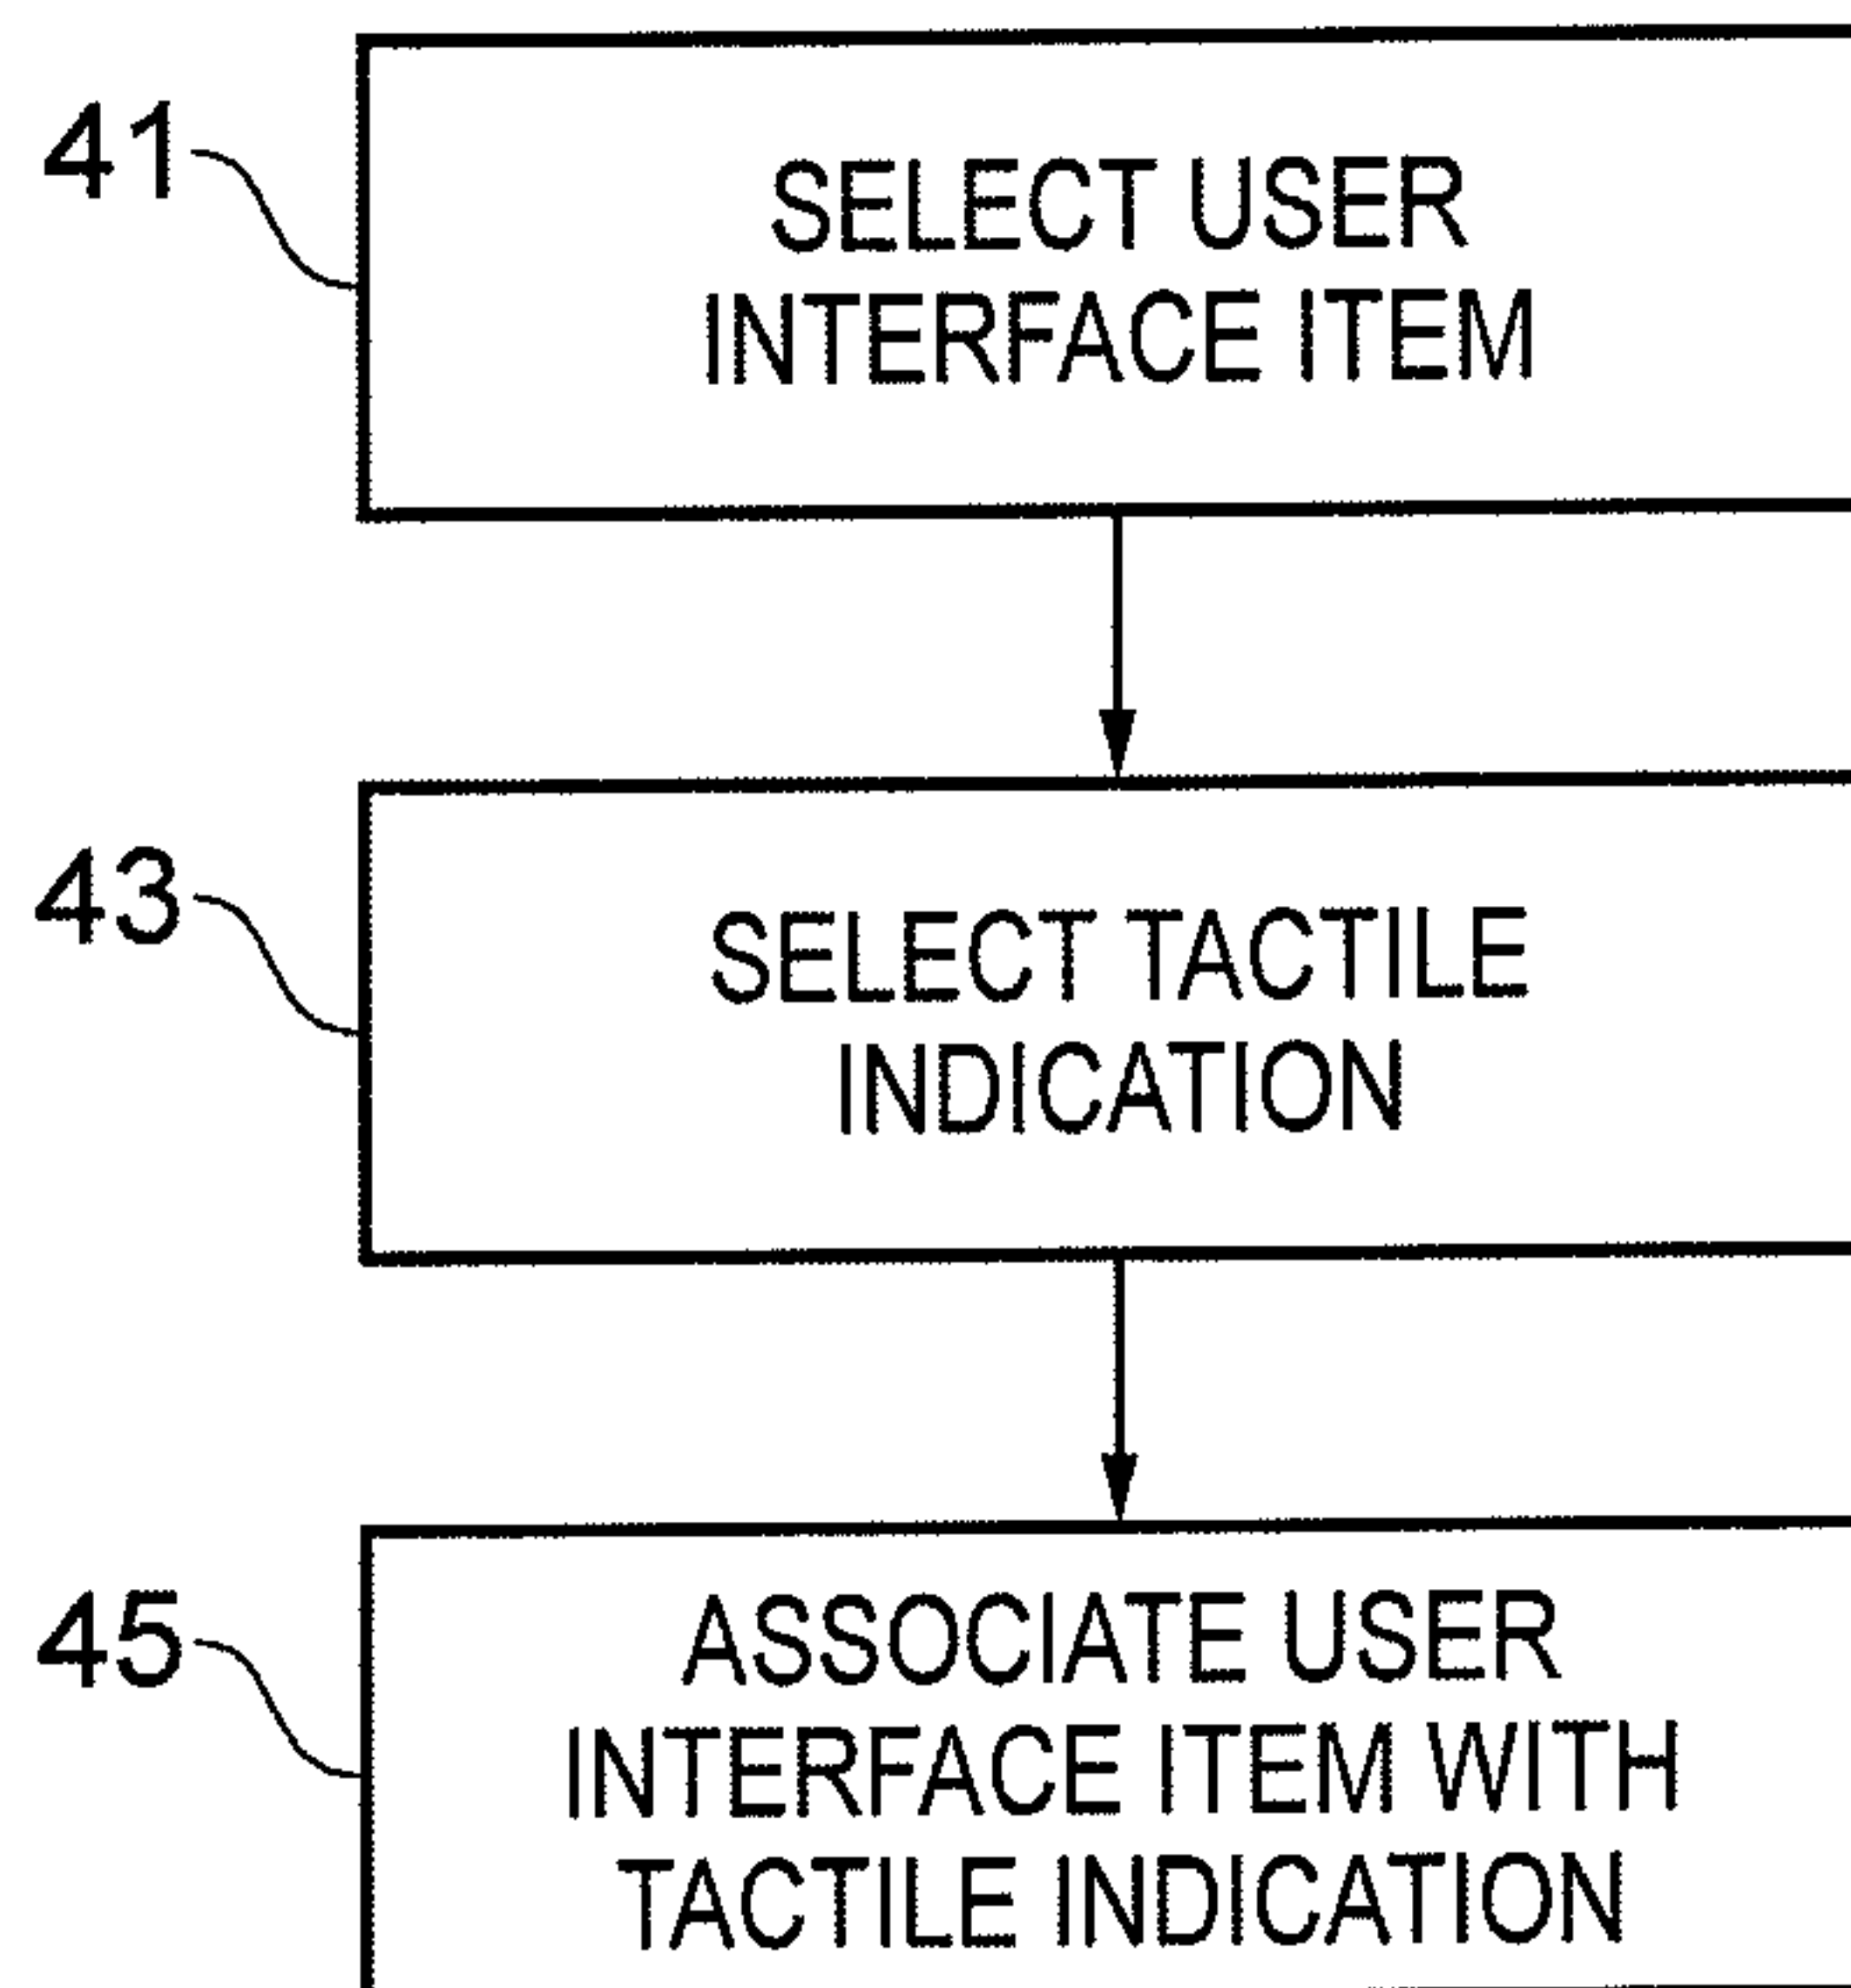 41
SELECT USER
INTERFACE ITEM
43
SELECT TACTILE
INDICATION
45
ASSOCIATE USER
INTERFACE ITEM WITH
TACTILE INDICATION